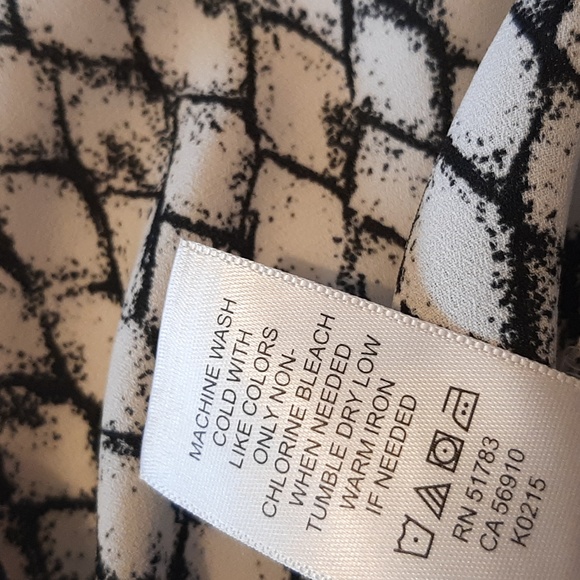 MACHINE WASH
COLD WITH
LIKE COLORS
ONLY NON-
CHLORINE BLEACH
WHEN NEEDED
TUMBLE DRY LOW
WARM IRON
IF NEEDED
RN 51783
CA 56910
K0215